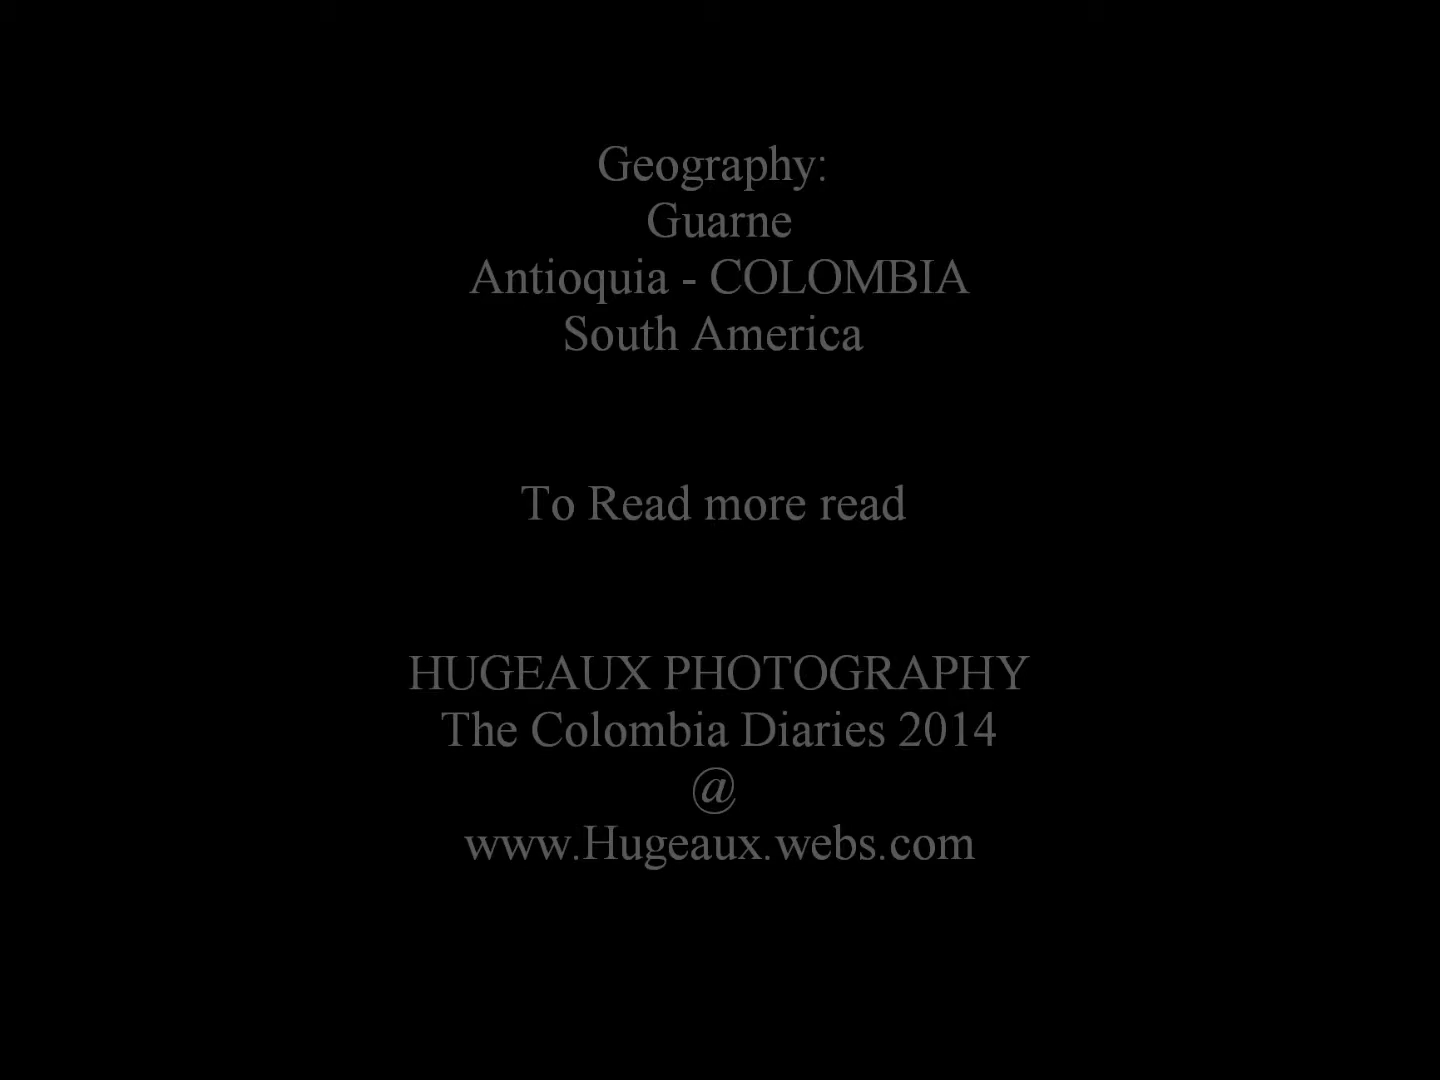 Geography:
Guarne
Antioquia - COLOMBIA
South America
To Read more read
HUGEAUX PHOTOGRAPHY
The Colombia Diaries 2014
@
www.Hugeaux.webs.com